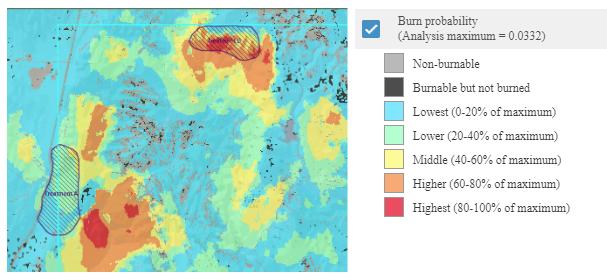 Treatment A
Burn probability
(Analysis maximum = 0.0332)
Non-burnable
Burnable but not burned
Lowest (0-20% of maximum)
Lower (20-40% of maximum)
Middle (40-60% of maximum)
Higher (60-80% of maximum)
Highest (80-100% of maximum)